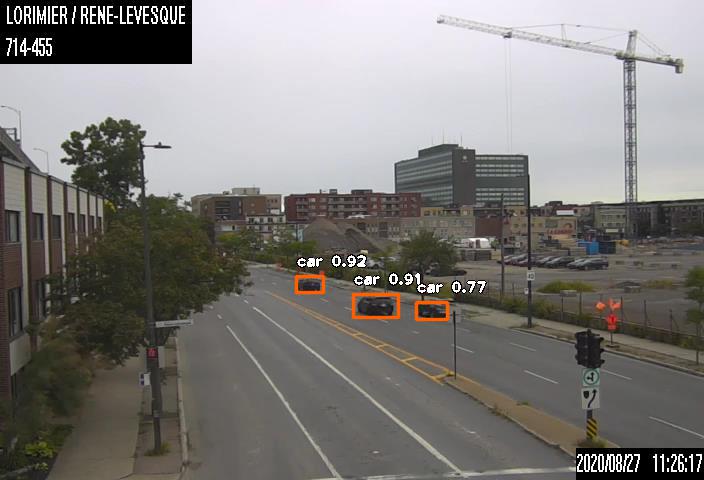 LORIMIER / RENE-LEVESQUE
714-455
car 0.92
car 0.91
car 0.77
2020/08/27 11:26:17